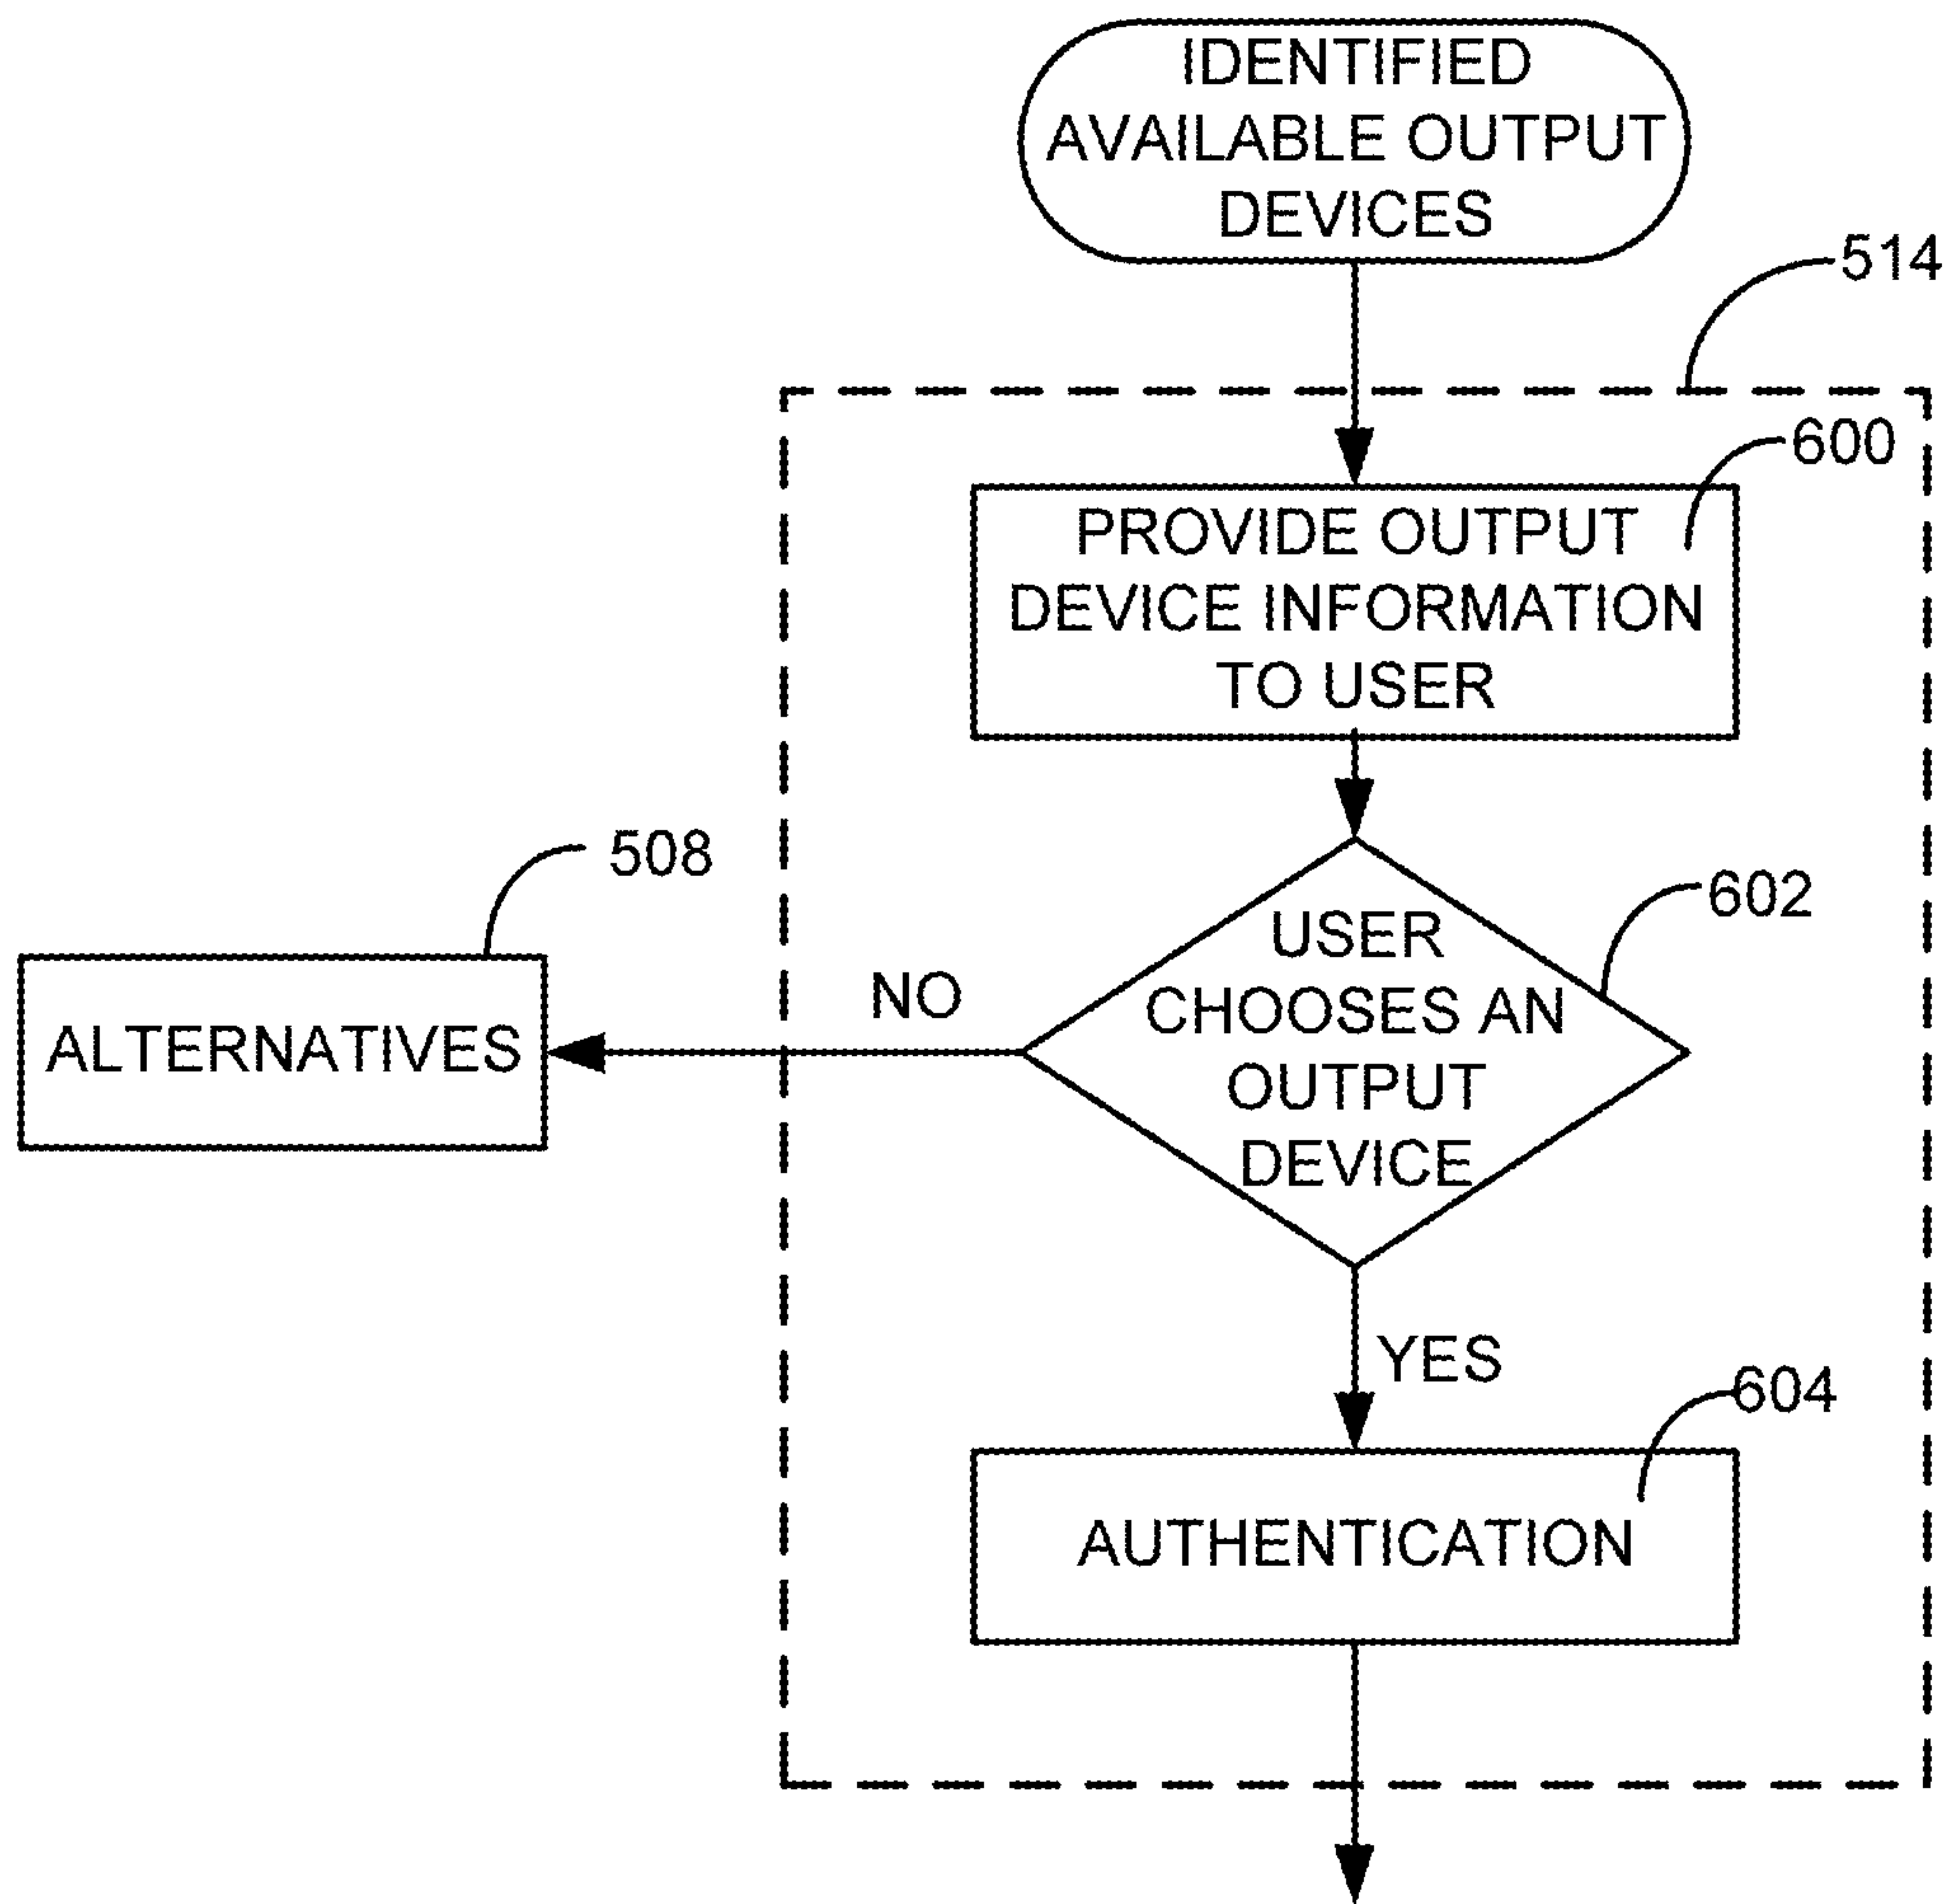 IDENTIFIED
AVAILABLE OUTPUT
DEVICES
514
600
PROVIDE OUTPUT
DEVICE INFORMATION
TO USER
508
602
USER
CHOOSES AN
OUTPUT
DEVICE
NO
ALTERNATIVES
YES
604
AUTHENTICATION